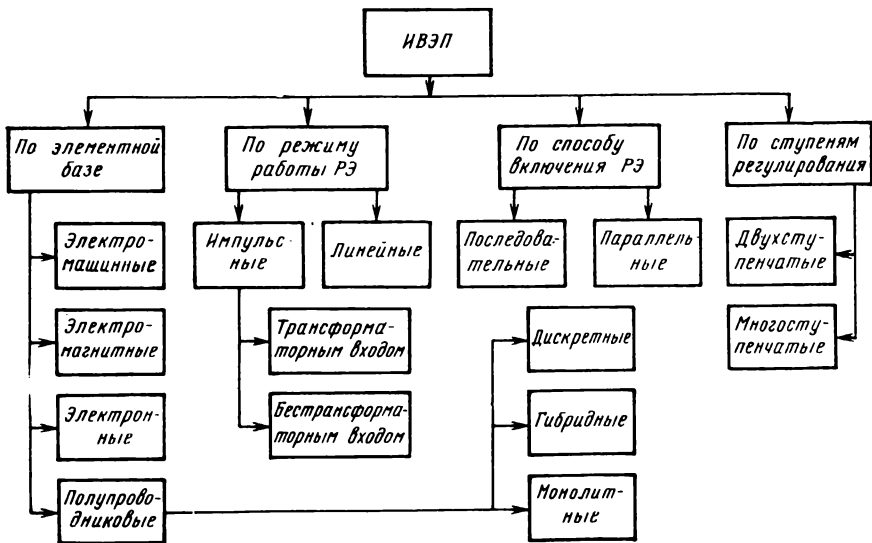 ИВЭП
По элементной
базе
По режиму
работы РЭ
По способу
включения РЭ
По ступеням
регулирования
Электро-
машинные
Импульс-
ные
Линейные
Последова-
тельные
Параллель-
ные
Двухсту-
пенчатые
Электро-
магнитные
Трансформа-
торным входом
Дискретные
Многосту-
пенчатые
Электрон-
ные
Бестрансформа-
торным входом
Гибридные
Полупрово-
дниковые
Монолит-
ные